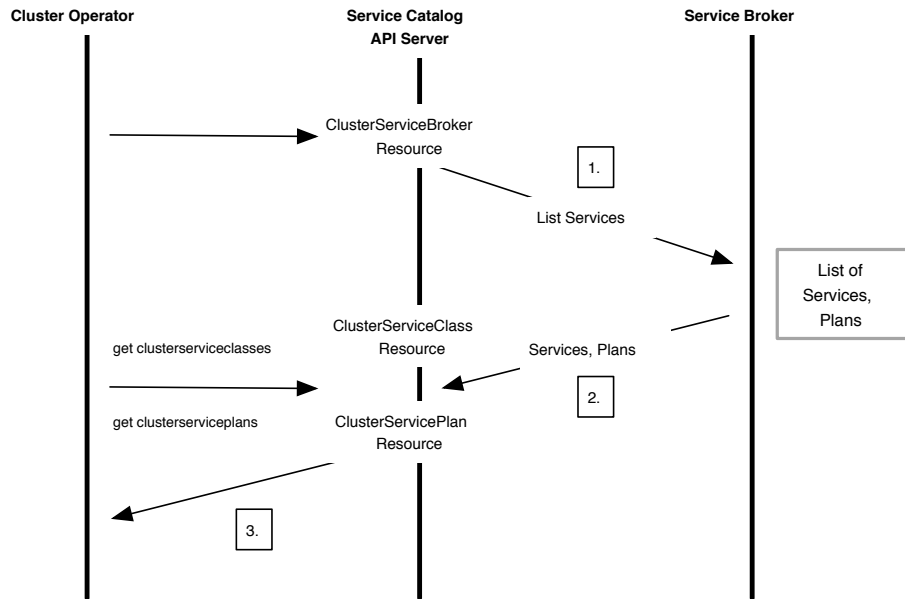 Cluster Operator
Service Catalog
API Server
Service Broker
ClusterServiceBroker
Resource
1.
List Services
List of
Services,
Plans
ClusterServiceClass
Resource
get clusterserviceclasses
Services, Plans
2.
get clusterserviceplans
ClusterServicePlan
Resource
3.